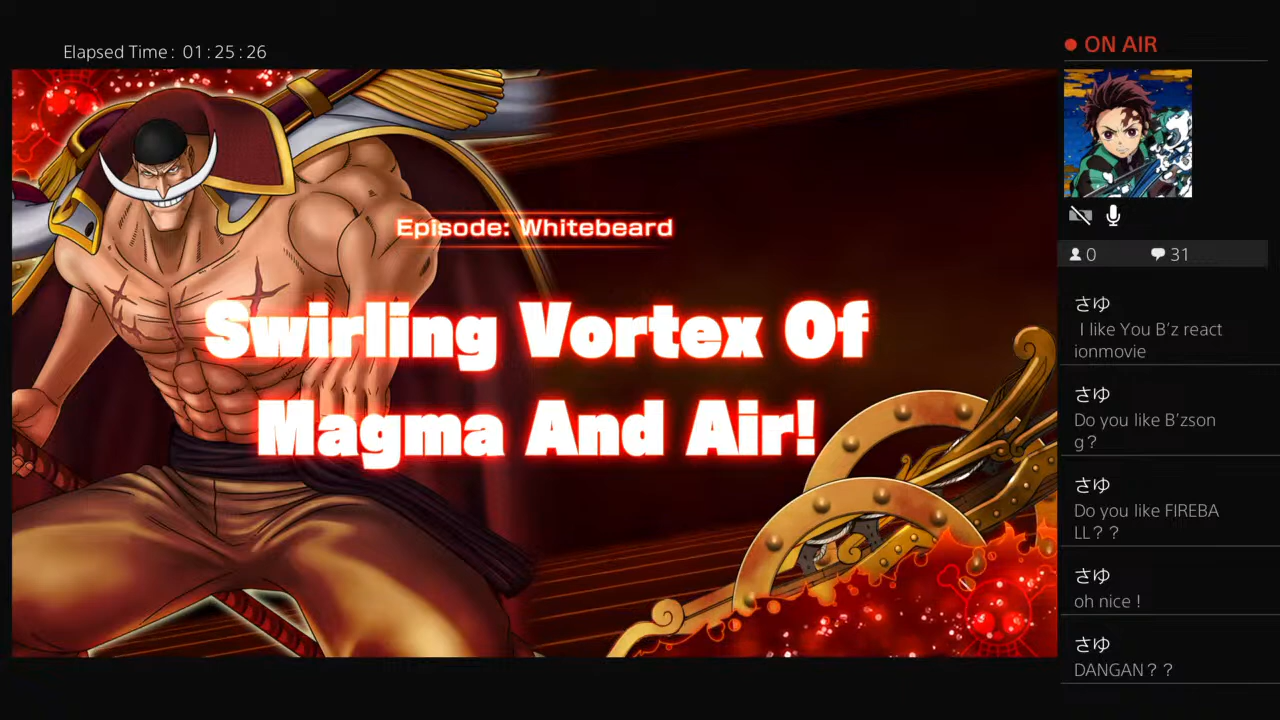 Elapsed Time: 01:25:26
ON AIR
Episode: Whitebeard
Swirling Vortex Of
Magma And Air!
0
31
さゆ
I like You B'z react
ionmovie
さゆ
Do you like B'zson
g？
さゆ
Do you like FIREBA
LL？？
さゆ
oh nice !
さゆ
DANGAN？？